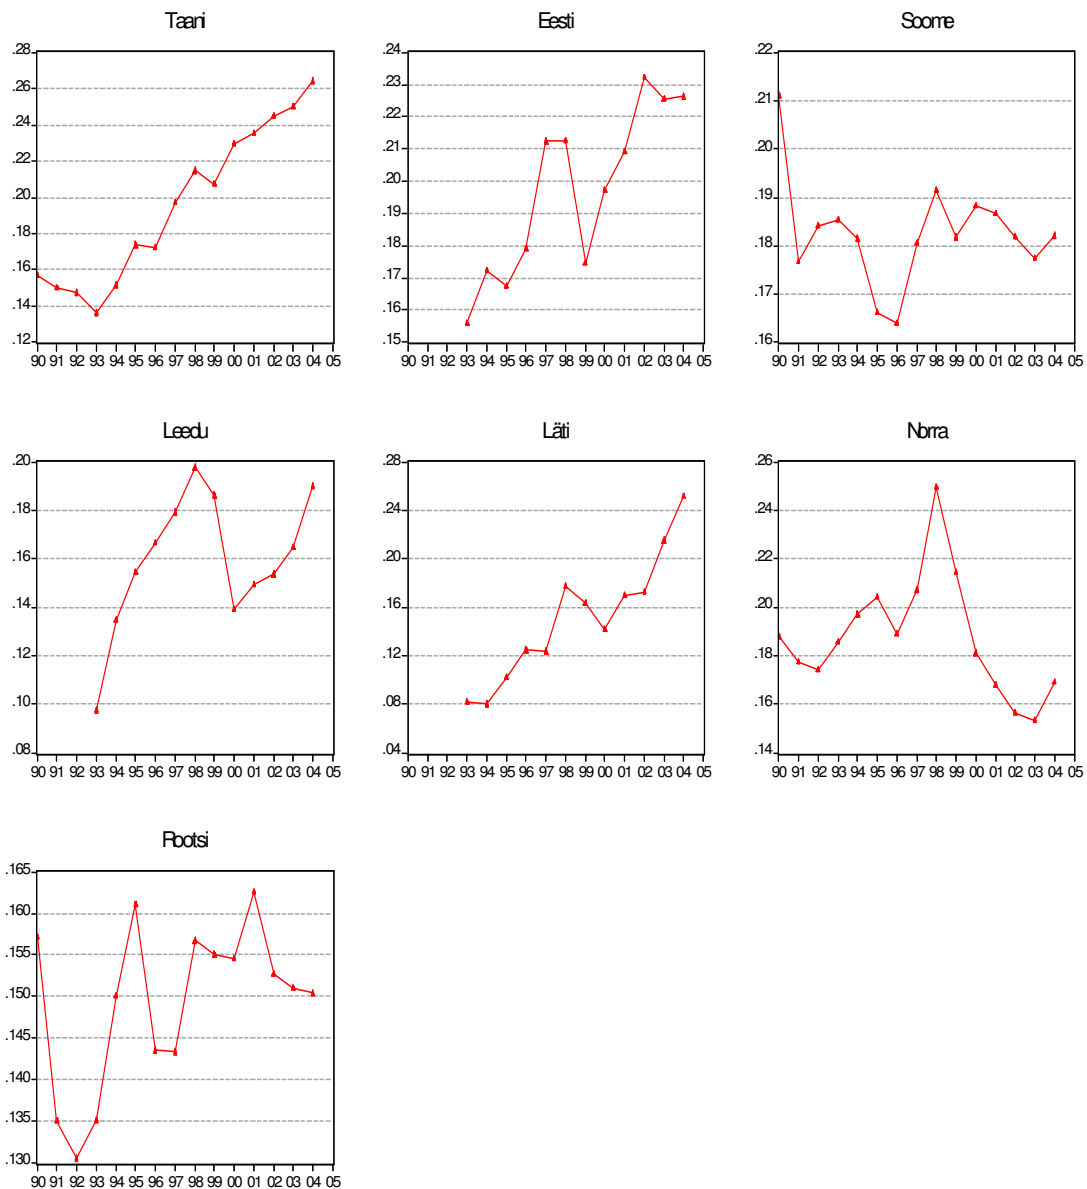 Taani Eesti Soome
.28 .24 .22
.26 .23 .21
.24 .22 .20
.22 .21 .19
.20 .20 .18
.18 .19 .17
.16 .18 .16
.14 .17
.12 .16
.15
90 91 92 93 94 95 96 97 98 99 00 01 02 03 04 05 90 91 92 93 94 95 96 97 98 99 00 01 02 03 04 05 90 91 92 93 94 95 96 97 98 99 00 01 02 03 04 05
Leedu Läti Norra
.20 .28 .26
.18 .24 .24
.16 .20 .22
.14 .16 .20
.12 .12 .18
.10 .08 .16
.08 .04 .14
90 91 92 93 94 95 96 97 98 99 00 01 02 03 04 05 90 91 92 93 94 95 96 97 98 99 00 01 02 03 04 05 90 91 92 93 94 95 96 97 98 99 00 01 02 03 04 05
Rootsi
.165
.160
.155
.150
.145
.140
.135
.130
90 91 92 93 94 95 96 97 98 99 00 01 02 03 04 05